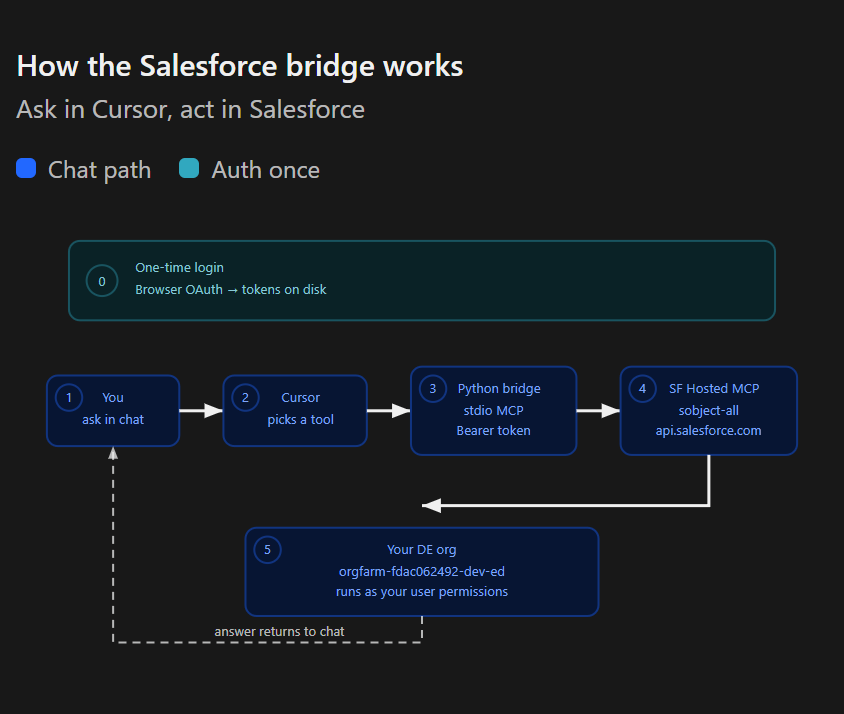 How the Salesforce bridge works
Ask in Cursor, act in Salesforce
Chat path
Auth once
0
One-time login
Browser OAuth → tokens on disk
1
You
ask in chat
2
Cursor
picks a tool
3
Python bridge
stdio MCP
Bearer token
4
SF Hosted MCP
sobject-all
api.salesforce.com
5
Your DE org
orgfarm-fdac062492-dev-ed
runs as your user permissions
answer returns to chat